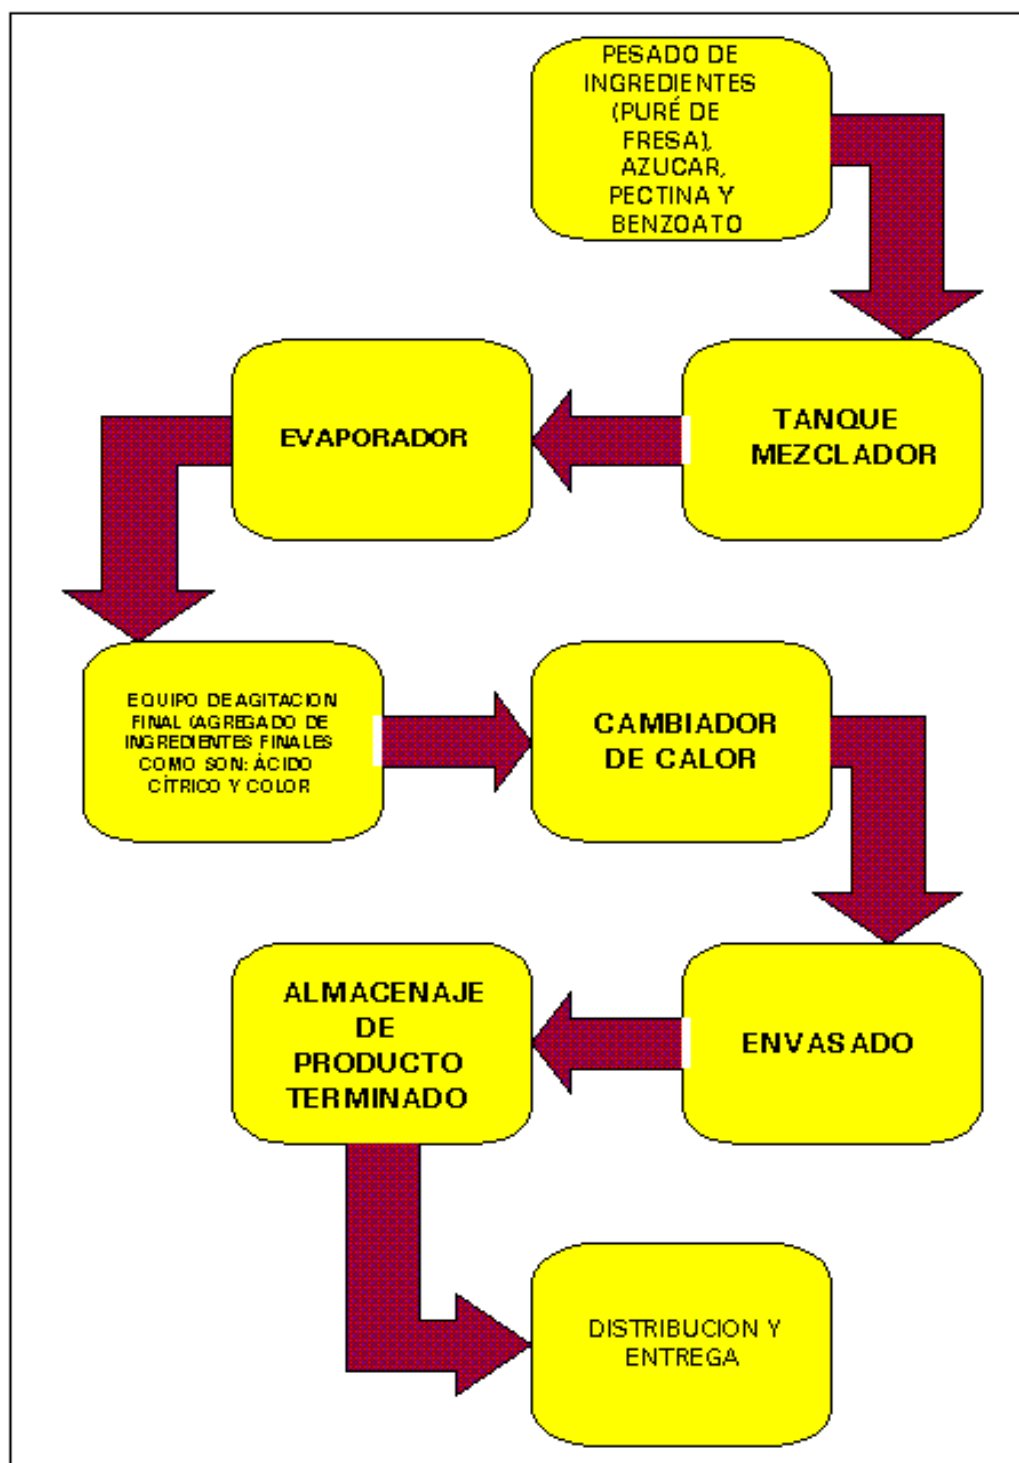 PESADO DE
INGREDIENTES
(PURÉ DE
FRESA),
AZUCAR,
PECTINA Y
BENZOATO
TANQUE
MEZCLADOR
EVAPORADOR
EQUIPO DE AGITACION
FINAL (AGREGADO DE
INGREDIENTES FINALES
COMO SON: ÁCIDO
CÍTRICO Y COLOR
CAMBIADOR
DE CALOR
ENVASADO
ALMACENAJE
DE
PRODUCTO
TERMINADO
DISTRIBUCION Y
ENTREGA